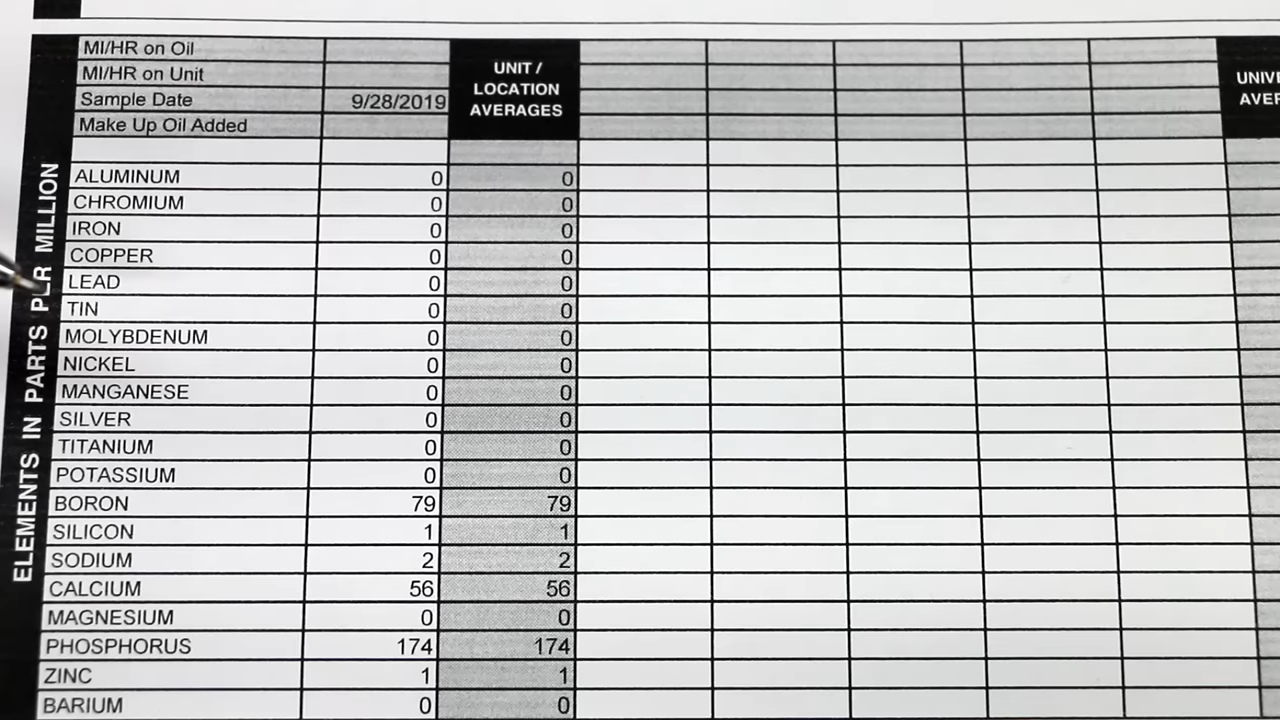 MI/HR on Oil
MI/HR on Unit
Sample Date 9/28/2019
Make Up Oil Added
UNIT /
LOCATION
AVERAGES
ELEMENTS IN PARTS PER MILLION
ALUMINUM 0 0
CHROMIUM 0 0
IRON 0 0
COPPER 0 0
LEAD 0 0
TIN 0 0
MOLYBDENUM 0 0
NICKEL 0 0
MANGANESE 0 0
SILVER 0 0
TITANIUM 0 0
POTASSIUM 0 0
BORON 79 79
SILICON 1 1
SODIUM 2 2
CALCIUM 56 56
MAGNESIUM 0 0
PHOSPHORUS 174 174
ZINC 1 1
BARIUM 0 0